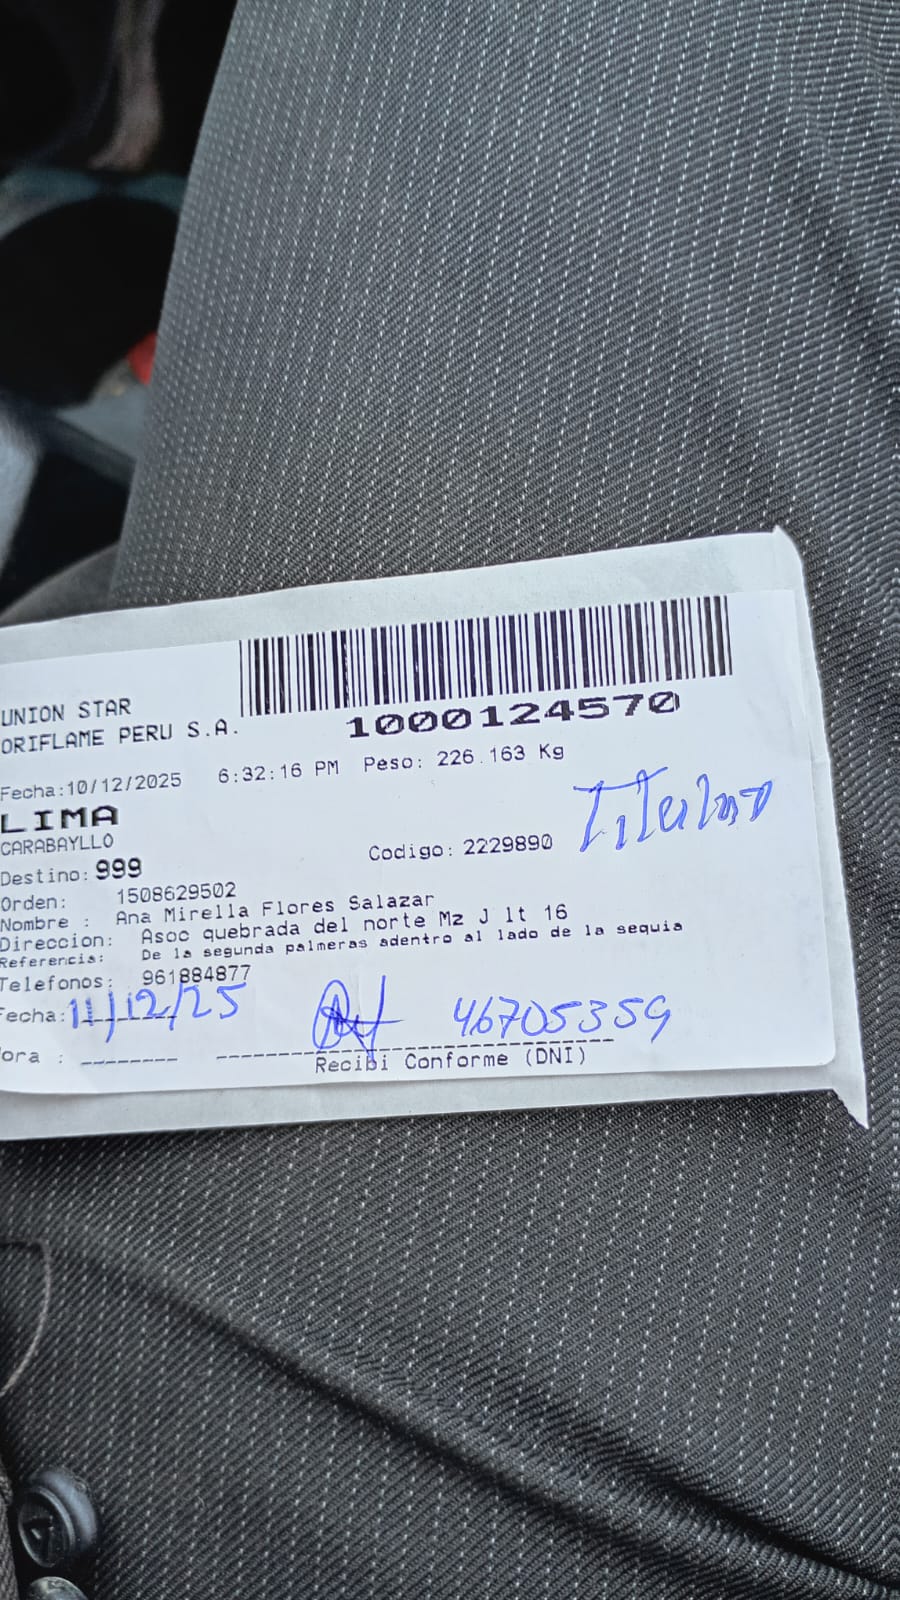 UNION STAR
ORIFLAME PERU S.A.
1000124570
Fecha:10/12/2025 6:32:16 PM Peso: 226.163 Kg
LIMA
CARABAYLLO
Titular
Destino: 999 Codigo: 2229890
Orden: 1508629502
Nombre : Ana Mirella Flores Salazar
Direccion: Asoc quebrada del norte Mz J lt 16
Referencia: De la segunda palmeras adentro al lado de la sequia
Telefonos: 961884877
Fecha: 11/12/25 46705359
ora : ________
Recibi Conforme (DNI)